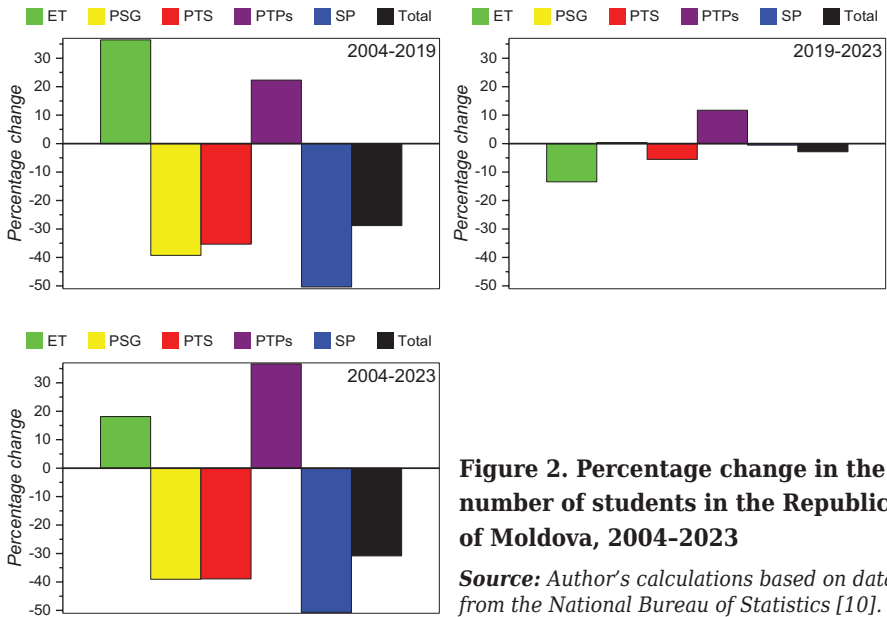 ET PSG PTS PTPs SP Total
2004-2019
Percentage change
30
20
10
0
-10
-20
-30
-40
-50
ET PSG PTS PTPs SP Total
2019-2023
Percentage change
30
20
10
0
-10
-20
-30
-40
-50
ET PSG PTS PTPs SP Total
2004-2023
Percentage change
30
20
10
0
-10
-20
-30
-40
-50
Figure 2. Percentage change in the
number of students in the Republic
of Moldova, 2004–2023
Source: Author's calculations based on data
from the National Bureau of Statistics [10].